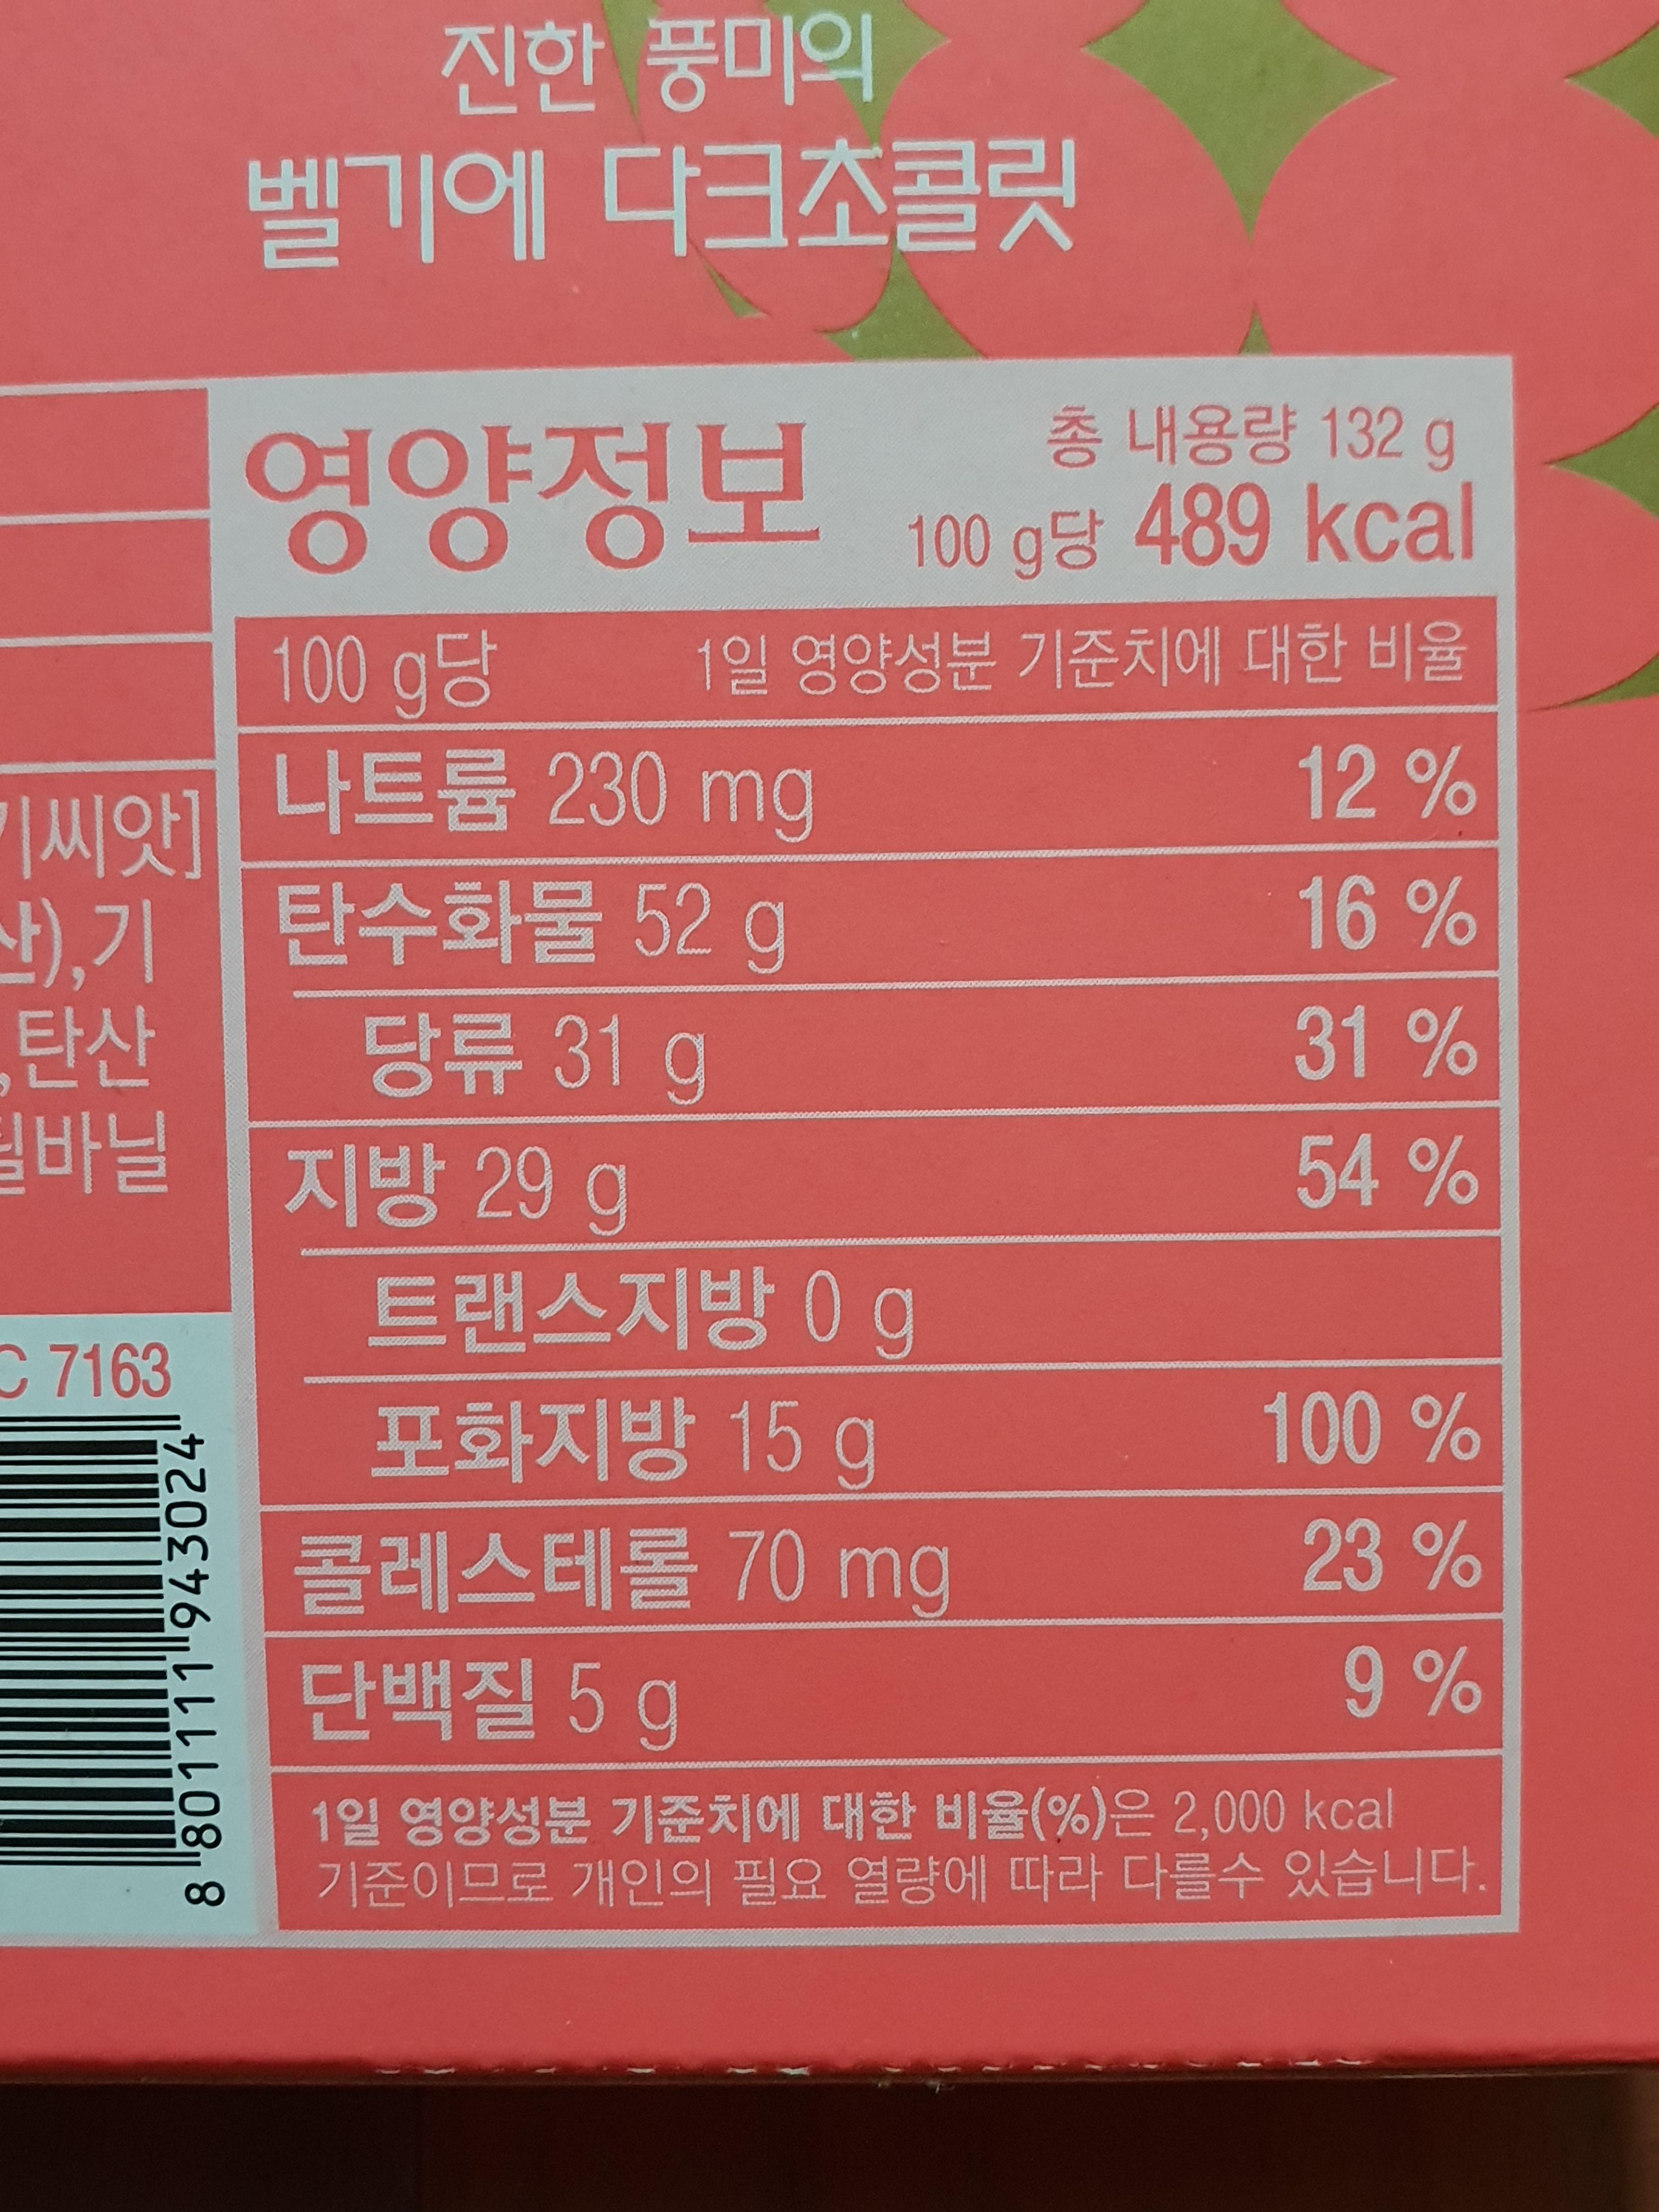 진한 풍미의
벨기에 다크초콜릿
씨앗]
산),기
,탄산
바닐
C 7163
8 801111 943024
영양정보
총 내용량 132 g
100 g당 489 kcal
100 g당 1일 영양성분 기준치에 대한 비율
나트륨 230 mg 12 %
탄수화물 52 g 16 %
당류 31 g 31 %
지방 29 g 54 %
트랜스지방 0 g
포화지방 15 g 100 %
콜레스테롤 70 mg 23 %
단백질 5 g 9 %
1일 영양성분 기준치에 대한 비율(%)은 2,000 kcal
기준이므로 개인의 필요 열량에 따라 다를수 있습니다.